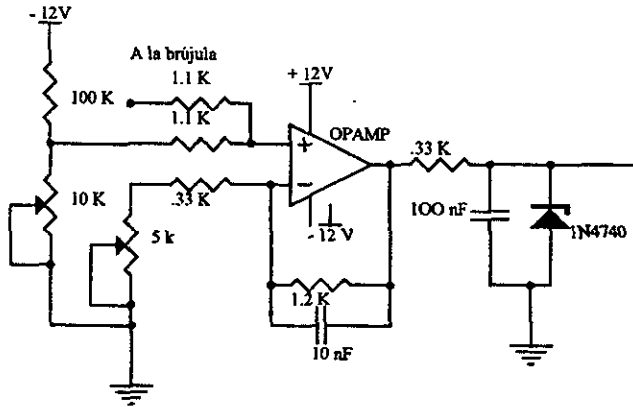 - 12V
A la brújula
1.1 K
100 K
1.1 K
+ 12V
OPAMP
+
.33 K
−
10 K
.33 K
100 nF
1N4740
5 k
- 12 V
1.2 K
10 nF